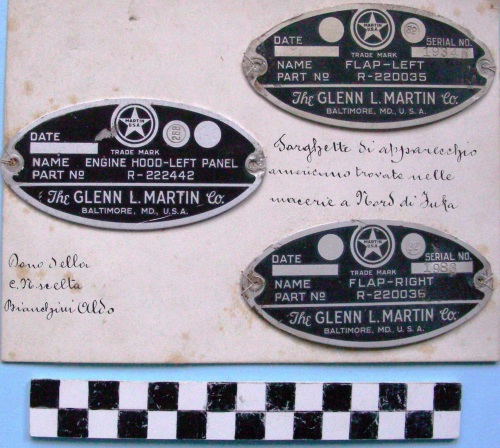 DATE
MARTIN
U.S.A.
SERIAL NO.
TRADE MARK
NAME FLAP-LEFT
PART Nº R-220035
The GLENN L. MARTIN Co.
BALTIMORE, MD., U.S.A.
DATE
MARTIN
U.S.A.
TRADE MARK
NAME ENGINE HOOD-LEFT PANEL
PART Nº R-222442
The GLENN L. MARTIN Co.
BALTIMORE, MD., U.S.A.
Targhette di apparecchio
americano trovate nelle
macerie a Nord di Jufa
Dono della
c. N scelta
Bianchini Aldo
DATE
MARTIN
U.S.A.
SERIAL NO.
TRADE MARK
NAME FLAP-RIGHT
PART Nº R-220036
The GLENN L. MARTIN Co.
BALTIMORE, MD., U.S.A.